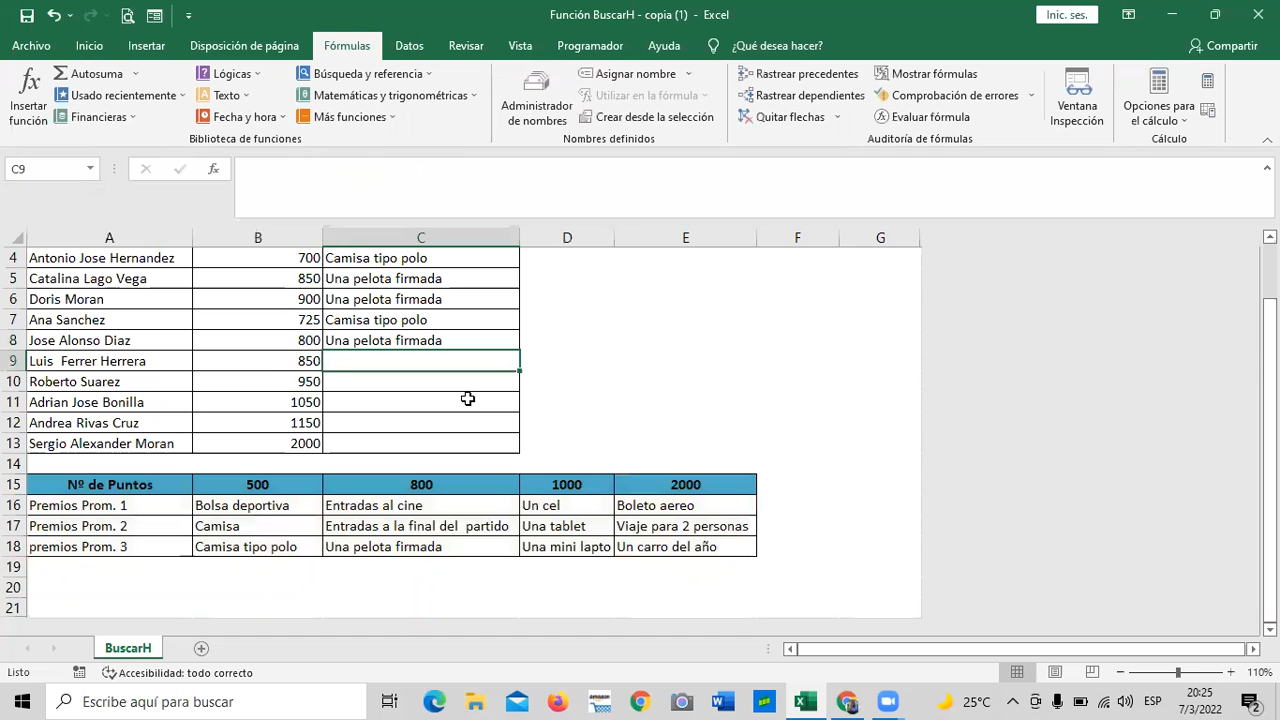 Función BuscarH - copia (1) - Excel
Inic. ses.
Archivo Inicio Insertar Disposición de página Fórmulas Datos Revisar Vista Programador Ayuda ¿Qué desea hacer? Compartir
Insertar función
Autosuma
Usado recientemente
Financieras
Lógicas
Texto
Fecha y hora
Búsqueda y referencia
Matemáticas y trigonométricas
Más funciones
Biblioteca de funciones
Administrador de nombres
Asignar nombre
Utilizar en la fórmula
Crear desde la selección
Nombres definidos
Rastrear precedentes
Rastrear dependientes
Quitar flechas
Mostrar fórmulas
Comprobación de errores
Evaluar fórmula
Auditoría de fórmulas
Ventana Inspección
Opciones para el cálculo
Cálculo
C9 fx
A B C D E F G
4 Antonio Jose Hernandez 700 Camisa tipo polo
5 Catalina Lago Vega 850 Una pelota firmada
6 Doris Moran 900 Una pelota firmada
7 Ana Sanchez 725 Camisa tipo polo
8 Jose Alonso Diaz 800 Una pelota firmada
9 Luis Ferrer Herrera 850
10 Roberto Suarez 950
11 Adrian Jose Bonilla 1050
12 Andrea Rivas Cruz 1150
13 Sergio Alexander Moran 2000
14
15 Nº de Puntos 500 800 1000 2000
16 Premios Prom. 1 Bolsa deportiva Entradas al cine Un cel Boleto aereo
17 Premios Prom. 2 Camisa Entradas a la final del partido Una tablet Viaje para 2 personas
18 premios Prom. 3 Camisa tipo polo Una pelota firmada Una mini lapto Un carro del año
19
20
21
BuscarH
Listo Accesibilidad: todo correcto 110%
Escribe aquí para buscar amazon 25°C ESP 20:25
7/3/2022 2